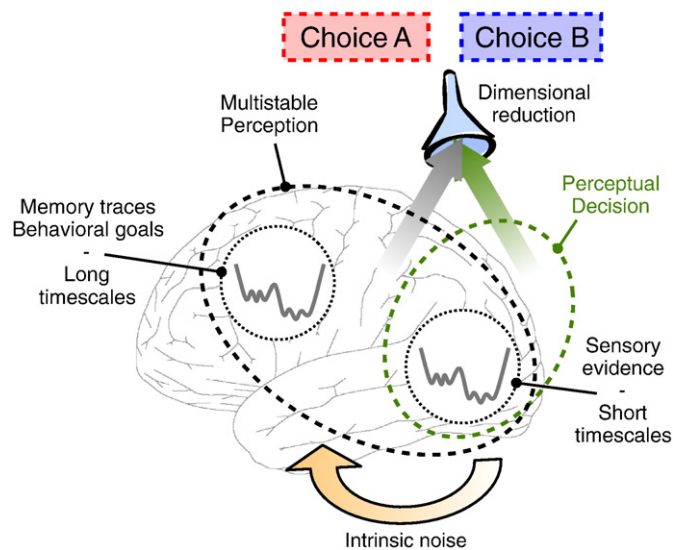 Choice A
Choice B
Multistable
Perception
Dimensional
reduction
Perceptual
Decision
Memory traces
Behavioral goals
-
Long
timescales
Sensory
evidence
-
Short
timescales
Intrinsic noise